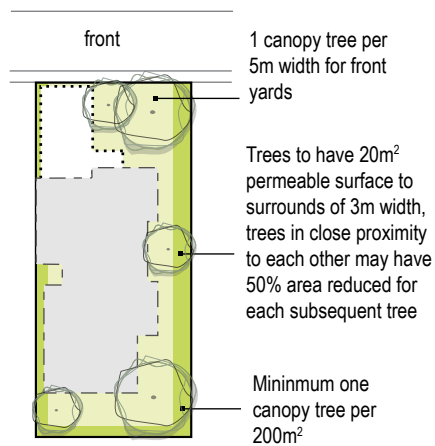 front
1 canopy tree per
5m width for front
yards
Trees to have 20m²
permeable surface to
surrounds of 3m width,
trees in close proximity
to each other may have
50% area reduced for
each subsequent tree
Mininmum one
canopy tree per
200m²